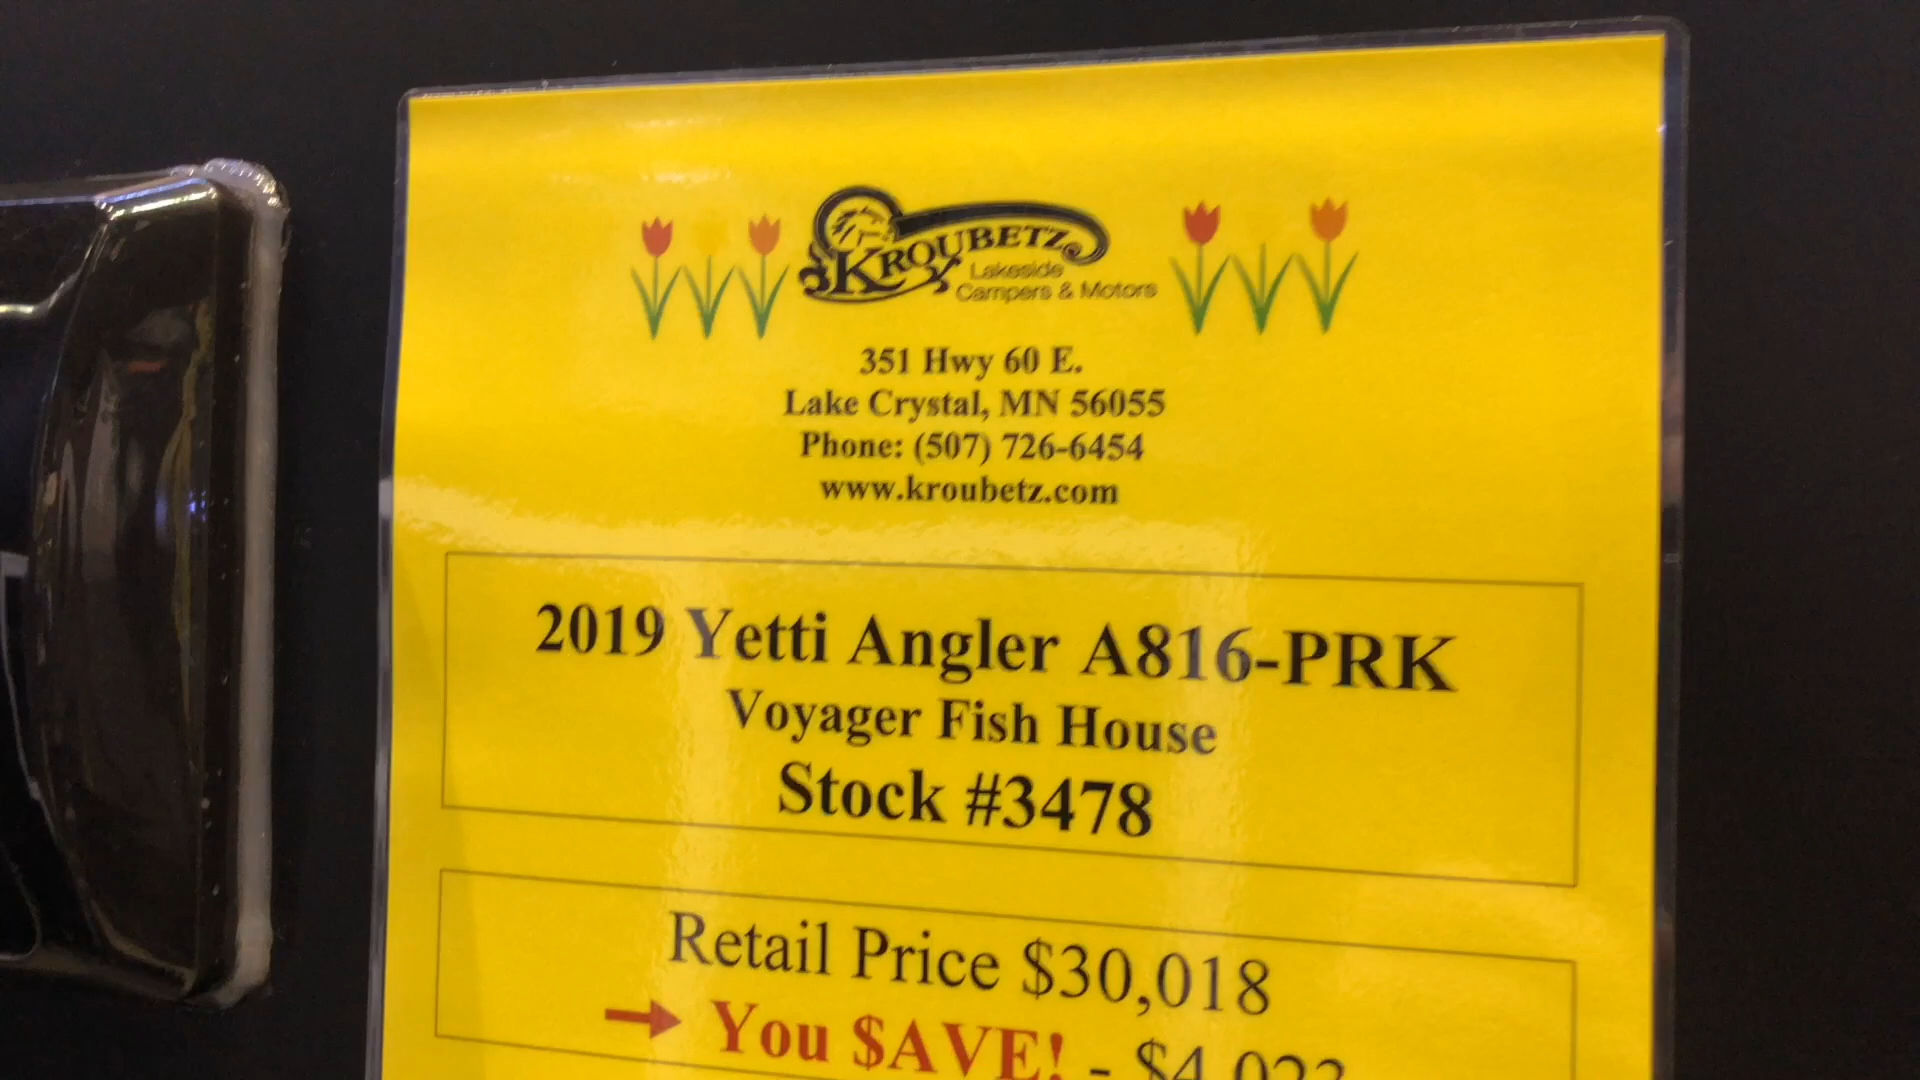 KROUBETZ
Lakeside
Campers & Motors
351 Hwy 60 E.
Lake Crystal, MN 56055
Phone: (507) 726-6454
www.kroubetz.com
2019 Yetti Angler A816-PRK
Voyager Fish House
Stock #3478
Retail Price $30,018
→ You $AVE! -